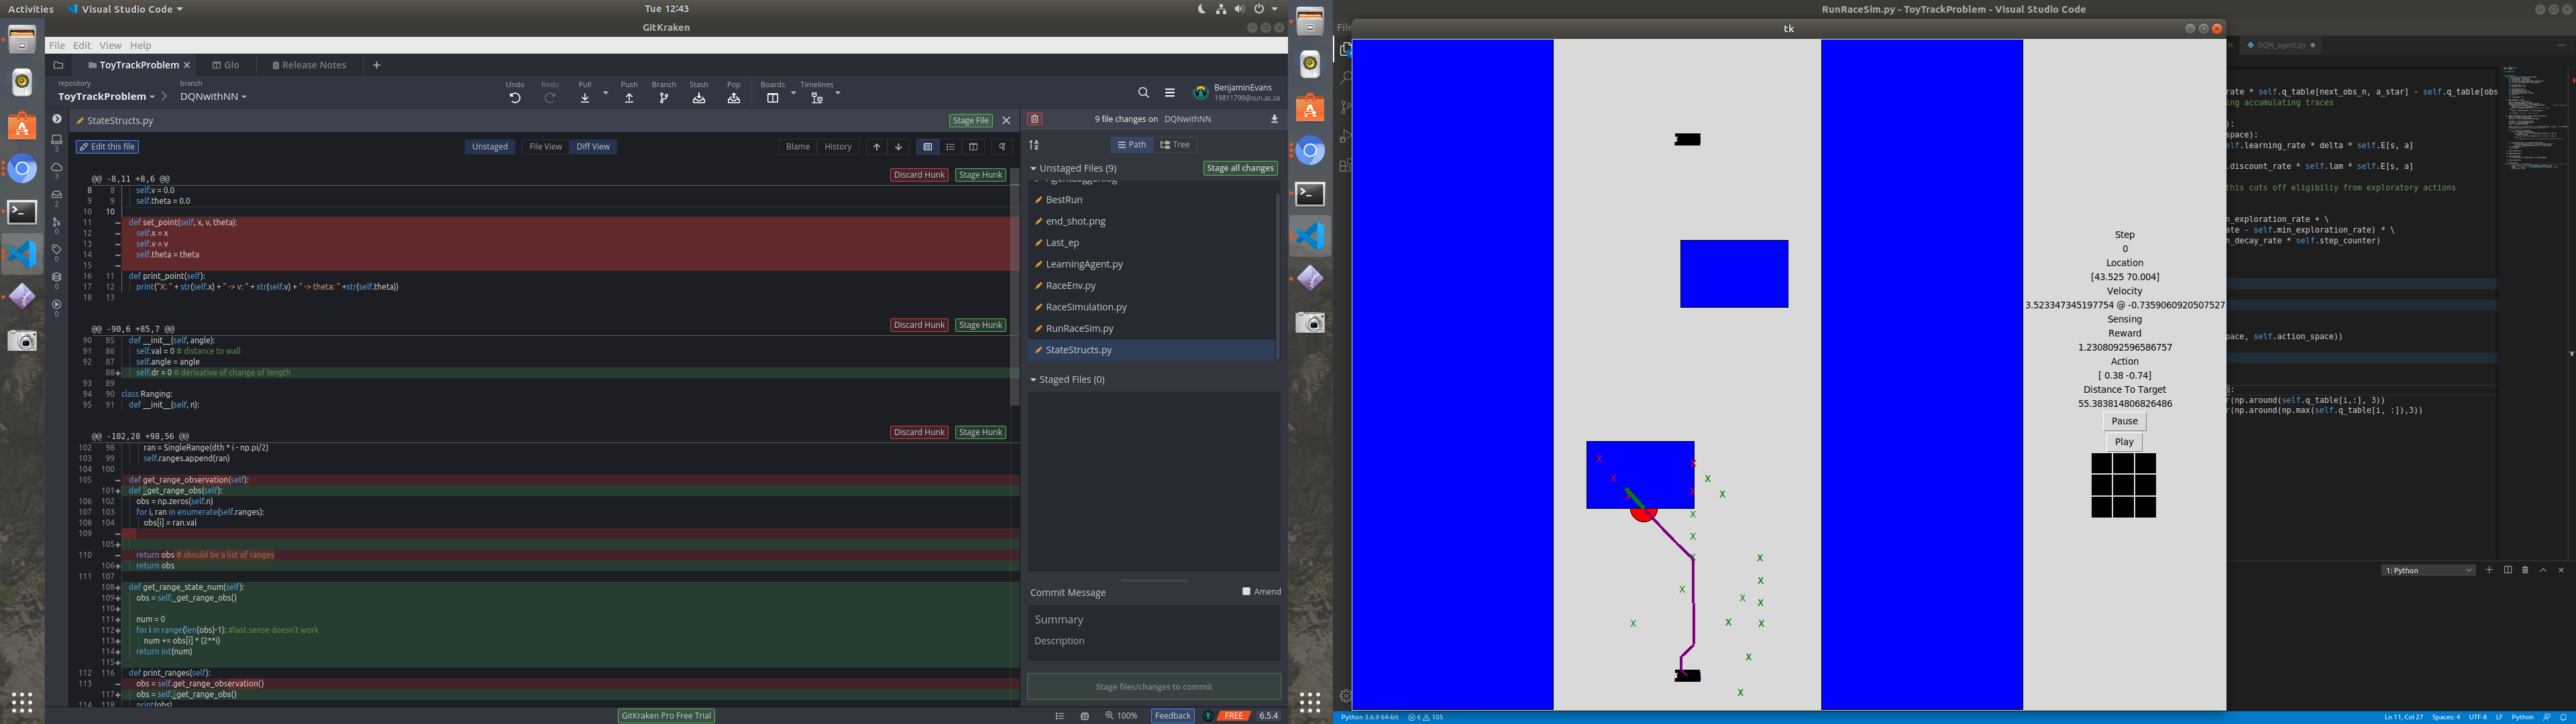 Activities
Visual Studio Code
Tue 12:43
GitKraken
File Edit View Help
ToyTrackProblem
Glo
Release Notes
repository
ToyTrackProblem
branch
DQNwithNN
Undo
Redo
Pull
Push
Branch
Stash
Pop
Boards
Timelines
BenjaminEvans
19811799@sun.ac.za
StateStructs.py
Stage File
Edit this file
Unstaged
File View
Diff View
Blame
History
@@ -8,11 +8,6 @@
Discard Hunk
Stage Hunk
8 8 self.v = 0.0
9 9 self.theta = 0.0
10 10
11 – def set_point(self, x, v, theta):
12 – self.x = x
13 – self.v = v
14 – self.theta = theta
15 –
16 11 def print_point(self):
17 12 print("X: " + str(self.x) + " -> v: " + str(self.v) + " -> theta: " +str(self.theta))
18 13
@@ -90,6 +85,7 @@
Discard Hunk
Stage Hunk
90 85 def __init__(self, angle):
91 86 self.val = 0 # distance to wall
92 87 self.angle = angle
88+ self.dr = 0 # derivative of change of length
93 89
94 90 class Ranging:
95 91 def __init__(self, n):
@@ -102,28 +98,56 @@
Discard Hunk
Stage Hunk
102 98 ran = SingleRange(dth * i - np.pi/2)
103 99 self.ranges.append(ran)
104 100
105 – def get_range_observation(self):
101+ def _get_range_obs(self):
106 102 obs = np.zeros(self.n)
107 103 for i, ran in enumerate(self.ranges):
108 104 obs[i] = ran.val
109 –
105+
110 – return obs # should be a list of ranges
106+ return obs
111 107
108+ def get_range_state_num(self):
109+ obs = self._get_range_obs()
110+
111+ num = 0
112+ for i in range(len(obs)-1): #last sense doesn't work
113+ num += obs[i] * (2**i)
114+ return int(num)
115+
112 116 def print_ranges(self):
113 – obs = self.get_range_observation()
117+ obs = self._get_range_obs()
114 118 print(obs)
9 file changes on DQNwithNN
Path
Tree
Unstaged Files (9)
Stage all changes
BestRun
end_shot.png
Last_ep
LearningAgent.py
RaceEnv.py
RaceSimulation.py
RunRaceSim.py
StateStructs.py
Staged Files (0)
Commit Message
Amend
Summary
Description
Stage files/changes to commit
GitKraken Pro Free Trial
100%
Feedback
FREE
6.5.4
RunRaceSim.py - ToyTrackProblem - Visual Studio Code
File
tk
Step
0
Location
[43.525 70.004]
Velocity
3.523347345197754 @ -0.7359060920507527
Sensing
Reward
1.2308092596586757
Action
[ 0.38 -0.74]
Distance To Target
55.383814806826486
Pause
Play
DQN_agent.py
rate * self.q_table[next_obs_n, a_star] - self.q_table[obs
ing accumulating traces
):
space):
elf.learning_rate * delta * self.E[s, a]
.discount_rate * self.lam * self.E[s, a]
this cuts off eligibiliy from exploratory actions
n_exploration_rate + \
ate - self.min_exploration_rate) * \
n_decay_rate * self.step_counter)
pace, self.action_space))
):
r(np.around(self.q_table[i,:], 3))
r(np.around(np.max(self.q_table[i, :]),3))
1: Python
Python 3.6.9 64-bit
6
105
Ln 11, Col 27
Spaces: 4
UTF-8
LF
Python